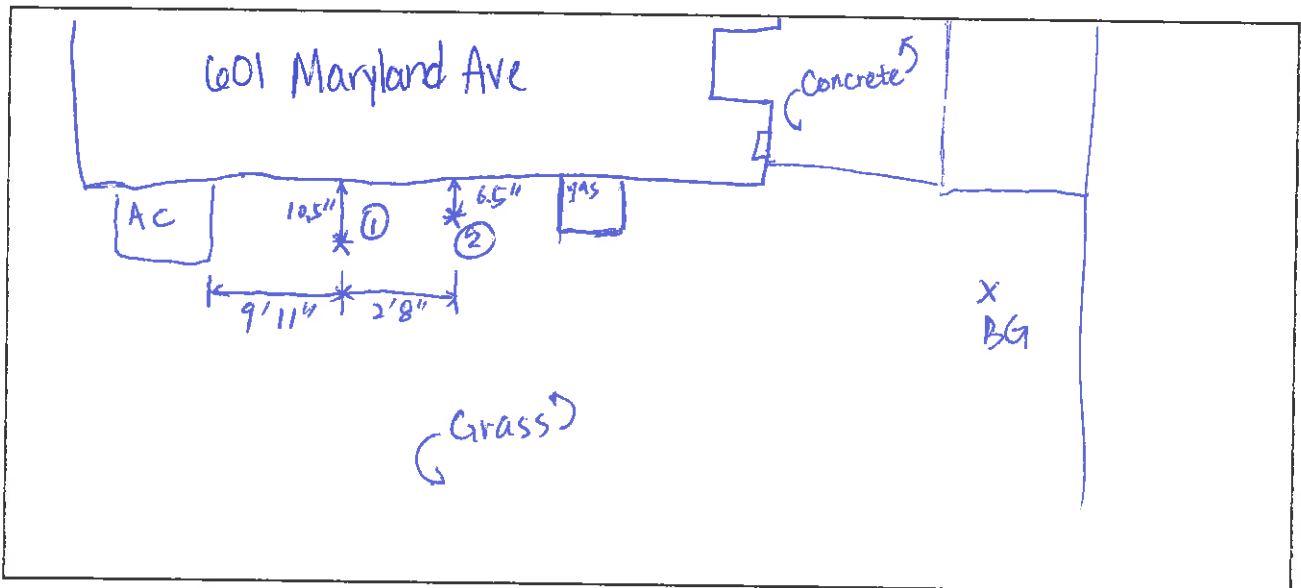 601 Maryland Ave
Concrete
AC
10.5"
①
6.5"
②
gas
9'11"
2'8"
X
BG
Grass